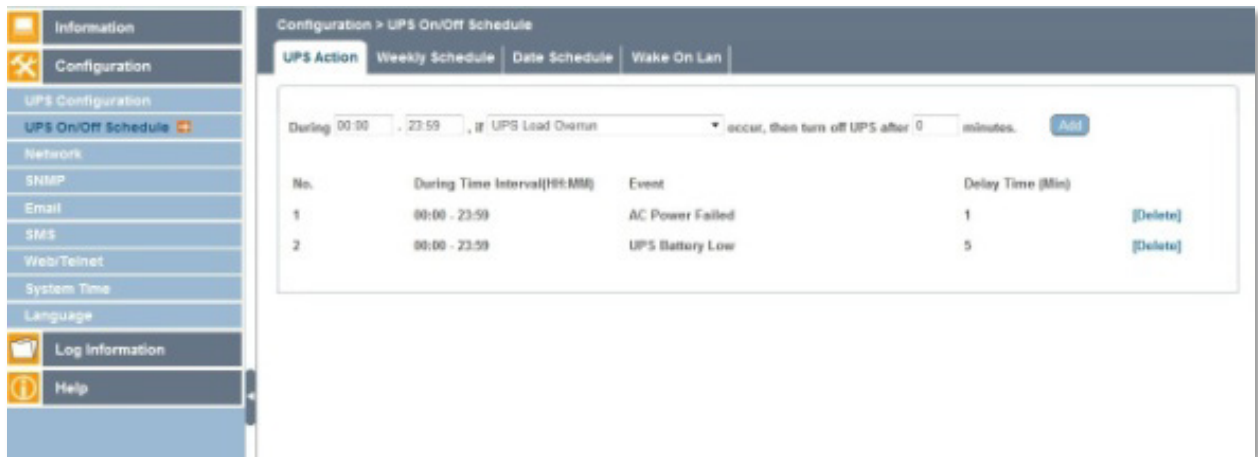 Information
Configuration
UPS Configuration
UPS On/Off Schedule
Network
SNMP
Email
SMS
Web/Telnet
System Time
Language
Log Information
Help
Configuration > UPS On/Off Schedule
UPS Action Weekly Schedule Date Schedule Wake On Lan
During 00:00 - 23:59 , If UPS Load Overrun occur, then turn off UPS after 0 minutes. Add
No. During Time Interval(HH:MM) Event Delay Time (Min)
1 00:00 - 23:59 AC Power Failed 1 [Delete]
2 00:00 - 23:59 UPS Battery Low 5 [Delete]